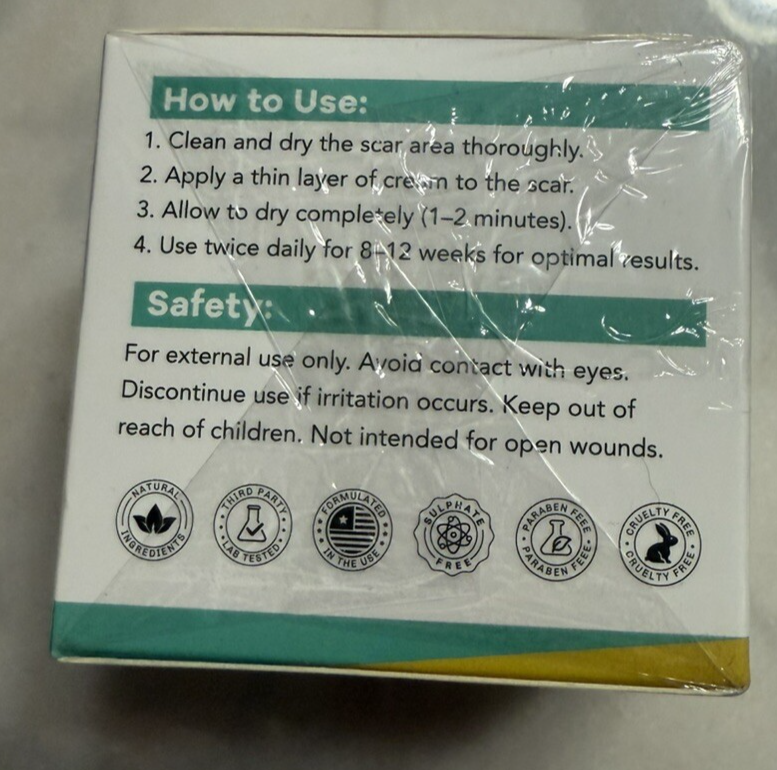 How to Use:
1. Clean and dry the scar area thoroughly.
2. Apply a thin layer of cream to the scar.
3. Allow to dry completely (1–2 minutes).
4. Use twice daily for 8–12 weeks for optimal results.
Safety:
For external use only. Avoid contact with eyes.
Discontinue use if irritation occurs. Keep out of
reach of children. Not intended for open wounds.
NATURAL
INGREDIENTS
THIRD PARTY
LAB TESTED
FORMULATED
IN THE USE
SULPHATE
FREE
PARABEN FEEE
PARABEN FEEE
CRUELTY FREE
CRUELTY FREE